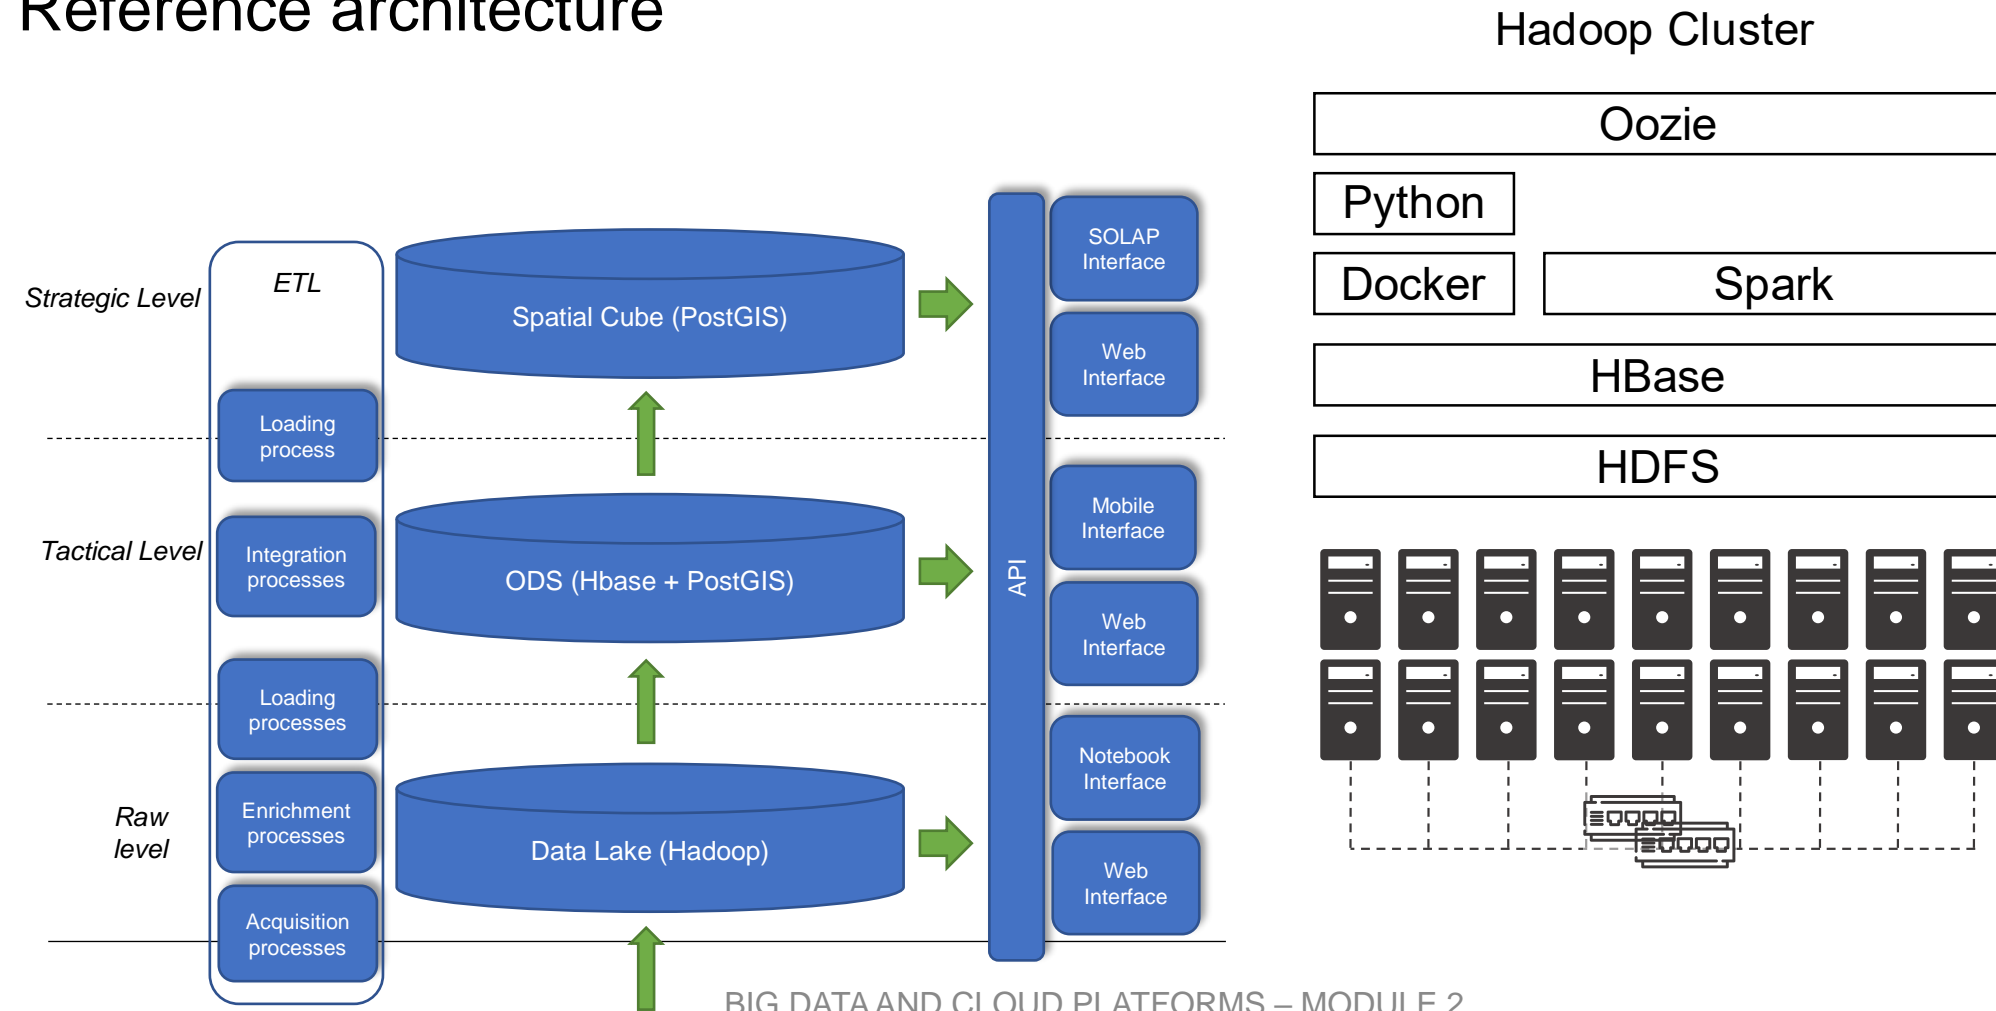 Reference architecture
Hadoop Cluster
Oozie
Python
Docker
Spark
HBase
HDFS
Strategic Level
ETL
Spatial Cube (PostGIS)
SOLAP
Interface
Web
Interface
Loading
process
Tactical Level
Integration
processes
ODS (Hbase + PostGIS)
API
Mobile
Interface
Web
Interface
Loading
processes
Raw
level
Enrichment
processes
Data Lake (Hadoop)
Notebook
Interface
Web
Interface
Acquisition
processes
BIG DATA AND CLOUD PLATFORMS – MODULE 2